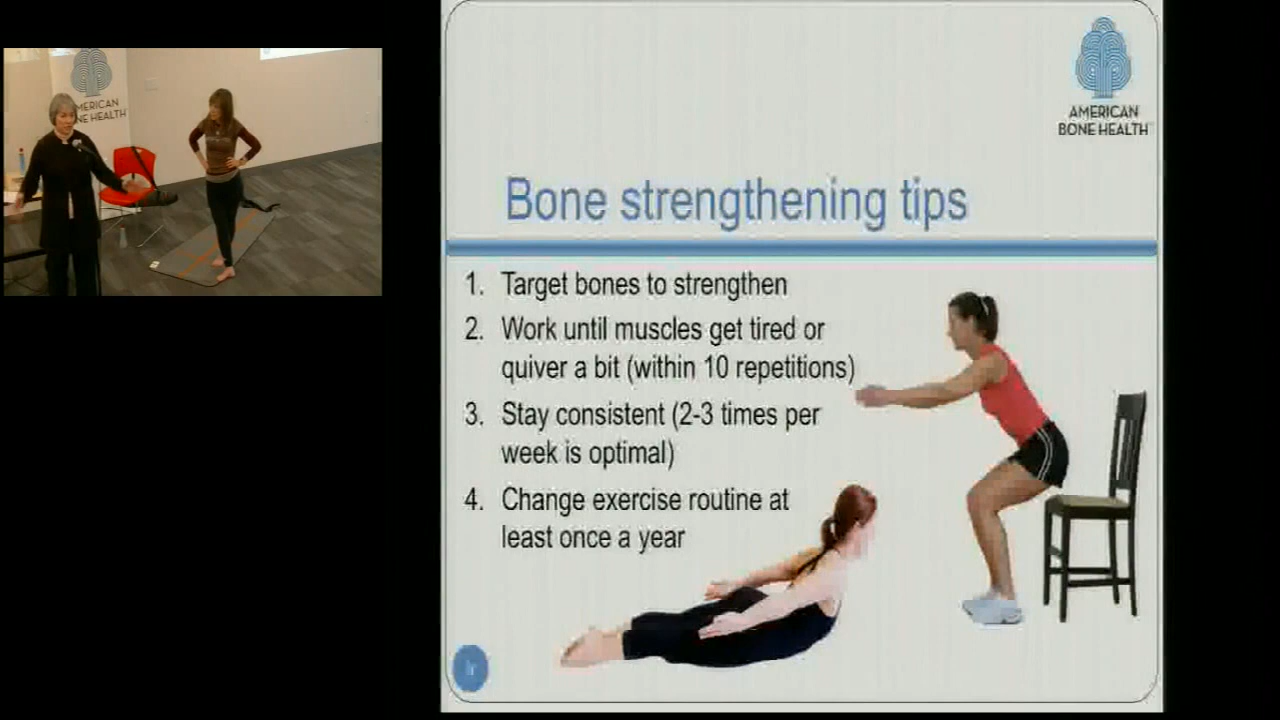 MERICAN
NE HEALTH
AMERICAN
BONE HEALTH
Bone strengthening tips
1. Target bones to strengthen
2. Work until muscles get tired or
quiver a bit (within 10 repetitions)
3. Stay consistent (2-3 times per
week is optimal)
4. Change exercise routine at
least once a year